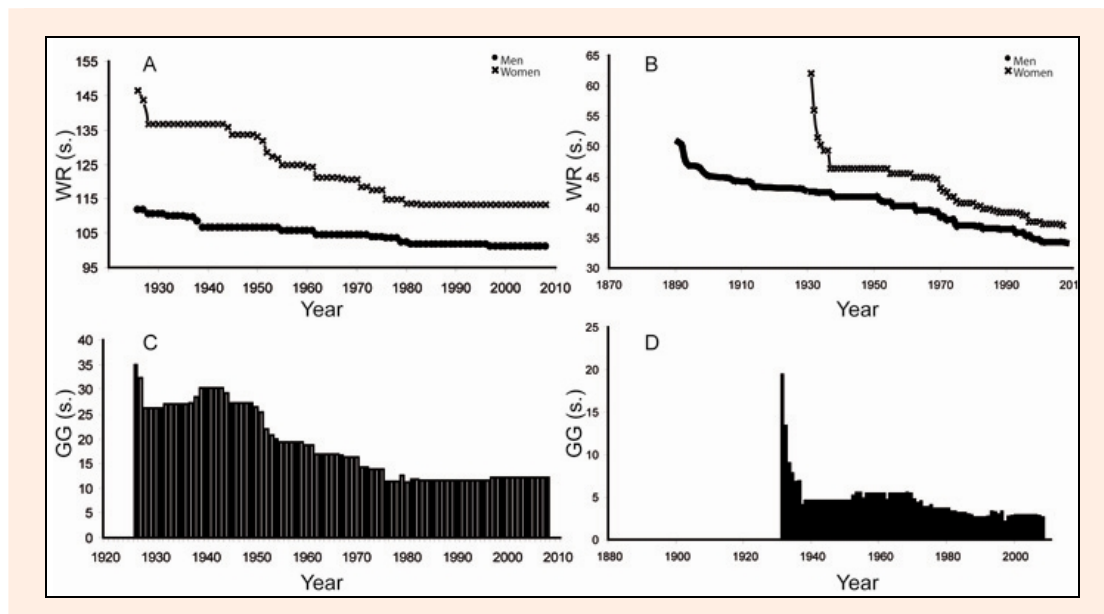 A
Men
Women
WR (s.)
155
145
135
125
115
105
95
1930 1940 1950 1960 1970 1980 1990 2000 2010
Year
B
Men
Women
WR (s.)
65
60
55
50
45
40
35
30
1870 1890 1910 1930 1950 1970 1990 201
Year
C
GG (s.)
40
35
30
25
20
15
10
5
0
1920 1930 1940 1950 1960 1970 1980 1990 2000 2010
Year
D
GG (s.)
25
20
15
10
5
0
1880 1900 1920 1940 1960 1980 2000
Year